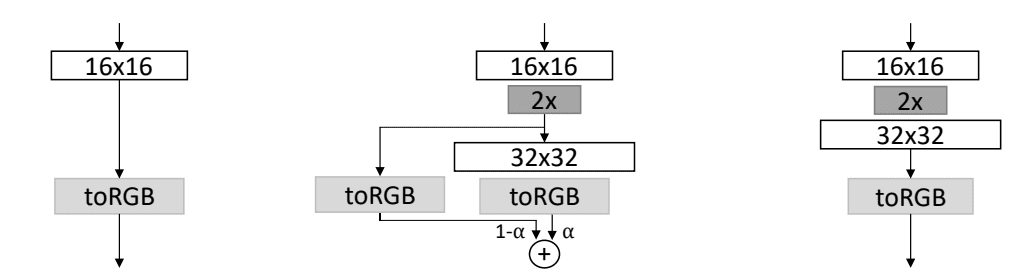 16x16
toRGB
16x16
2x
32x32
toRGB
toRGB
1-α
α
+
16x16
2x
32x32
toRGB